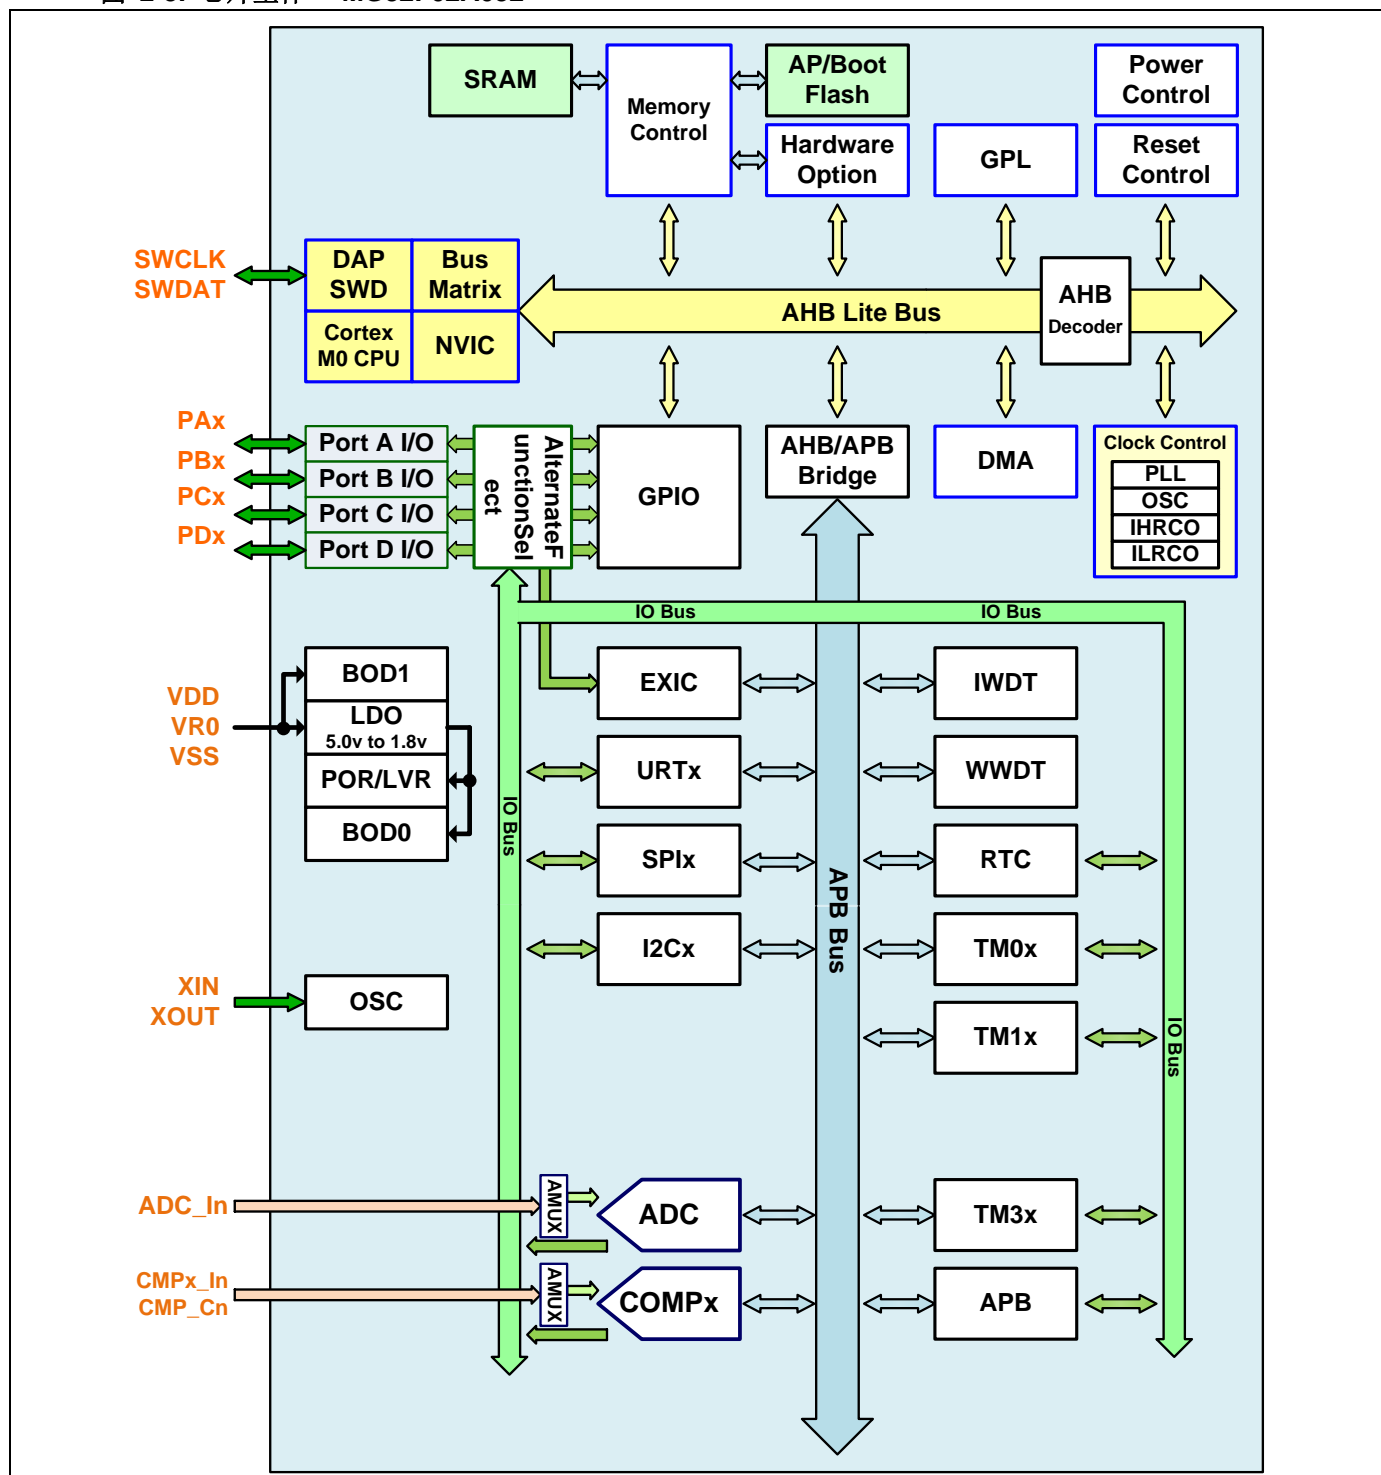 SRAM
Memory
Control
AP/Boot
Flash
Power
Control
Hardware
Option
GPL
Reset
Control
SWCLK
SWDAT
DAP
SWD
Bus
Matrix
Cortex
M0 CPU
NVIC
AHB Lite Bus
AHB
Decoder
PAx
PBx
PCx
PDx
Port A I/O
Port B I/O
Port C I/O
Port D I/O
AlternateF
unctionSel
ect
GPIO
AHB/APB
Bridge
DMA
Clock Control
PLL
OSC
IHRCO
ILRCO
IO Bus
IO Bus
VDD
VR0
VSS
BOD1
LDO
5.0v to 1.8v
POR/LVR
BOD0
IO Bus
EXIC
URTx
SPIx
I2Cx
APB Bus
IWDT
WWDT
RTC
TM0x
TM1x
IO Bus
XIN
XOUT
OSC
ADC_In
AMUX
ADC
TM3x
CMPx_In
CMP_Cn
AMUX
COMPx
APB